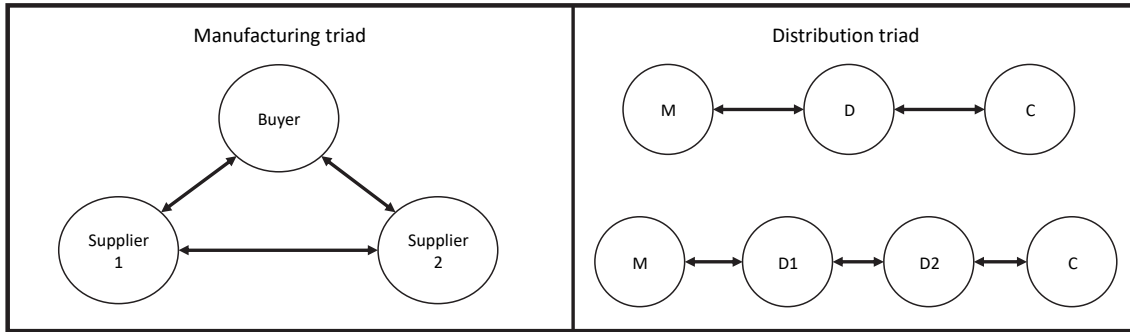 Manufacturing triad
Buyer
Supplier
1
Supplier
2
Distribution triad
M
D
C
M
D1
D2
C